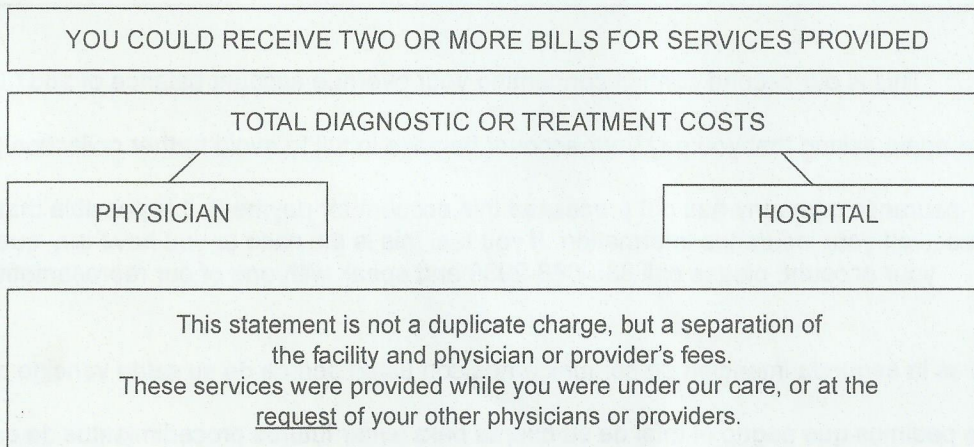 YOU COULD RECEIVE TWO OR MORE BILLS FOR SERVICES PROVIDED
TOTAL DIAGNOSTIC OR TREATMENT COSTS
PHYSICIAN
HOSPITAL
This statement is not a duplicate charge, but a separation of
the facility and physician or provider's fees.
These services were provided while you were under our care, or at the
request of your other physicians or providers.